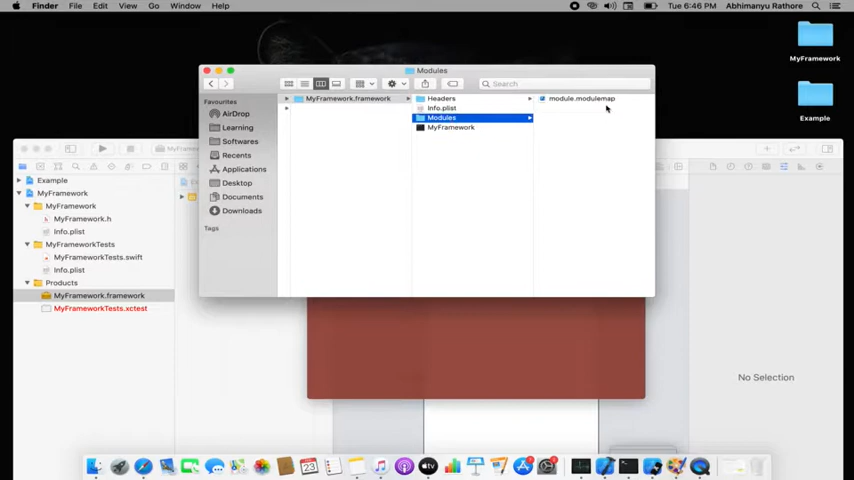 Finder File Edit View Go Window Help Tue 6:46 PM Abhimanyu Rathore
MyFramework
Example
Modules
Search
Favourites
AirDrop
Learning
Softwares
Recents
Applications
Desktop
Documents
Downloads
Tags
MyFramework.framework
Headers
Info.plist
Modules
MyFramework
module.modulemap
Example
MyFramework
MyFramework
MyFramework.h
Info.plist
MyFrameworkTests
MyFrameworkTests.swift
Info.plist
Products
MyFramework.framework
MyFrameworkTests.xctest
No Selection